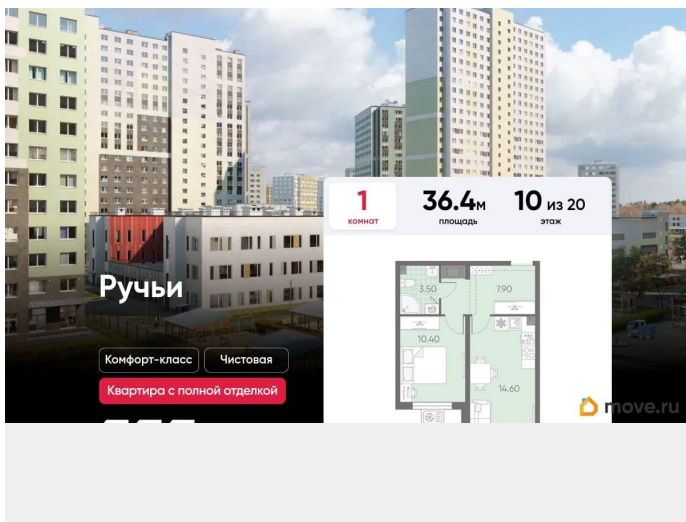 1
комнат
36.4м
площадь
10 из 20
этаж
Ручьи
3.50
7.90
10.40
14.60
Комфорт-класс
Чистовая
Квартира с полной отделкой
move.ru